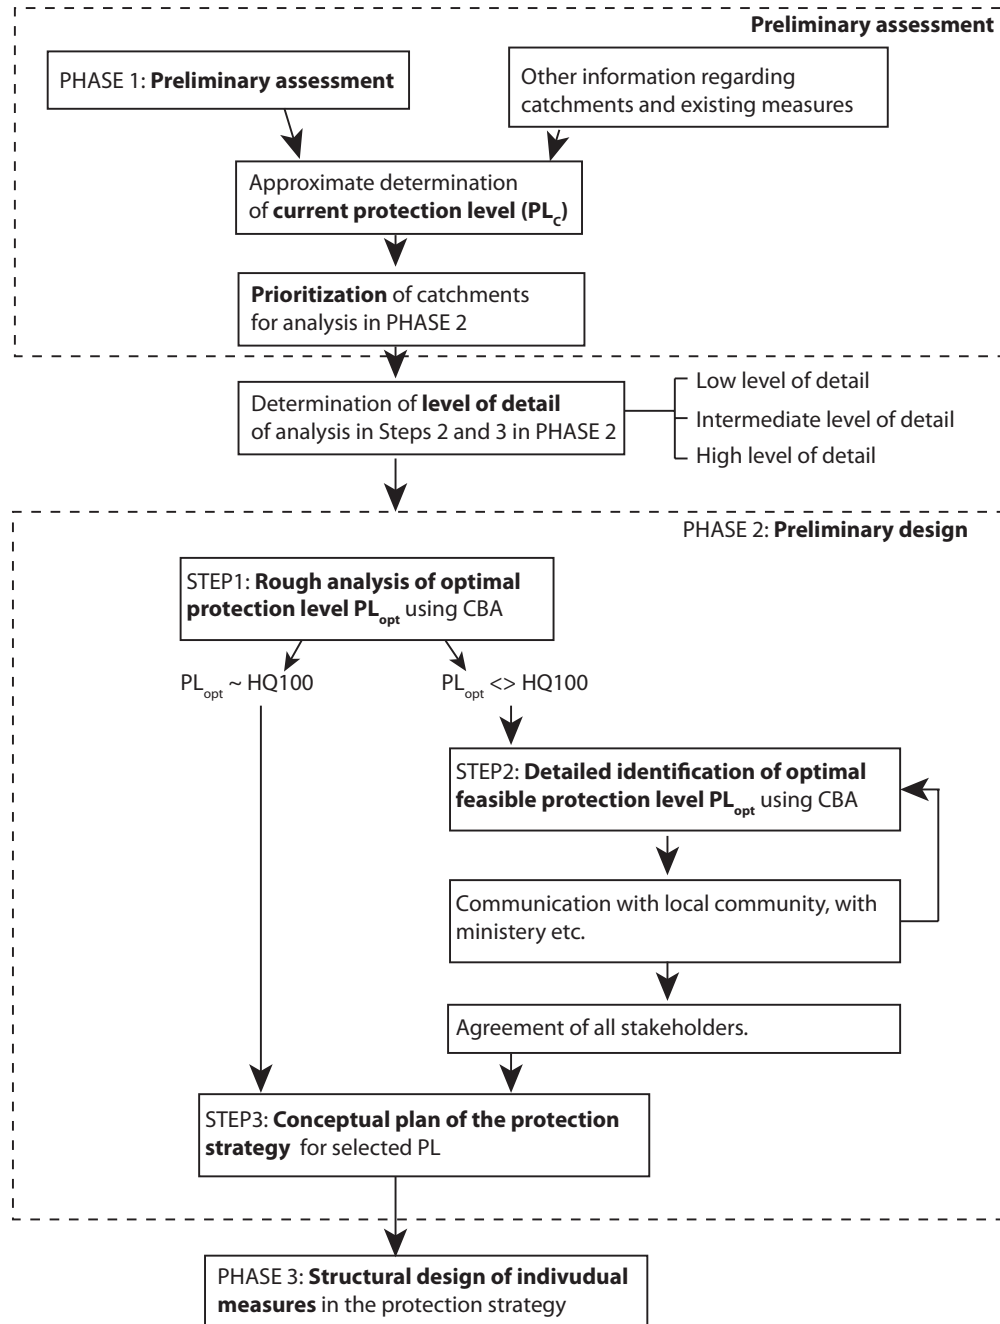 Preliminary assessment
PHASE 1: Preliminary assessment
Other information regarding
catchments and existing measures
Approximate determination
of current protection level (PLc)
Prioritization of catchments
for analysis in PHASE 2
Determination of level of detail
of analysis in Steps 2 and 3 in PHASE 2
Low level of detail
Intermediate level of detail
High level of detail
PHASE 2: Preliminary design
STEP1: Rough analysis of optimal
protection level PLopt using CBA
PLopt ~ HQ100
PLopt <> HQ100
STEP2: Detailed identification of optimal
feasible protection level PLopt using CBA
Communication with local community, with
ministery etc.
Agreement of all stakeholders.
STEP3: Conceptual plan of the protection
strategy for selected PL
PHASE 3: Structural design of indivudual
measures in the protection strategy